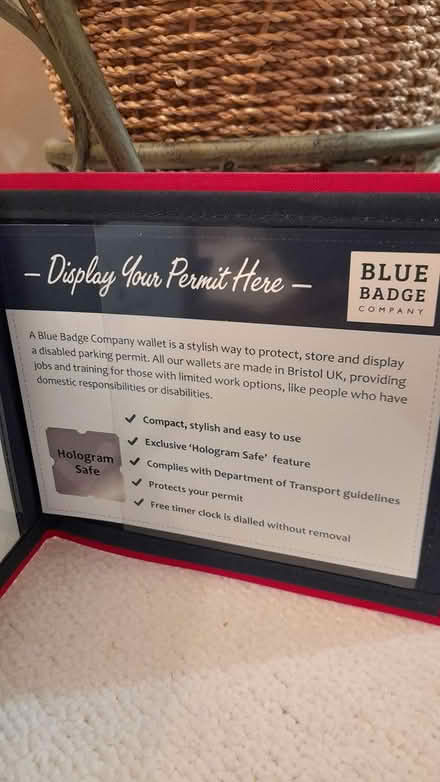 – Display Your Permit Here –
BLUE
BADGE
COMPANY
A Blue Badge Company wallet is a stylish way to protect, store and display
a disabled parking permit. All our wallets are made in Bristol UK, providing
jobs and training for those with limited work options, like people who have
domestic responsibilities or disabilities.
Hologram
Safe
✓ Compact, stylish and easy to use
✓ Exclusive ‘Hologram Safe’ feature
✓ Complies with Department of Transport guidelines
✓ Protects your permit
✓ Free timer clock is dialled without removal